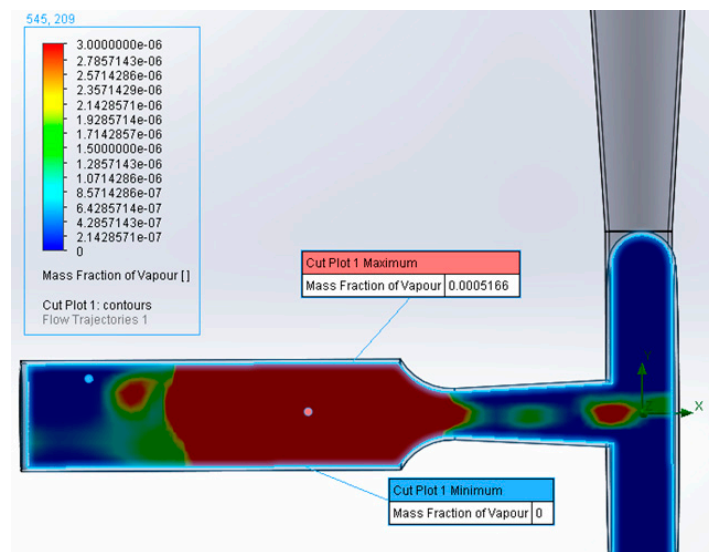 545, 209
3.0000000e-06
2.7857143e-06
2.5714286e-06
2.3571429e-06
2.1428571e-06
1.9285714e-06
1.7142857e-06
1.5000000e-06
1.2857143e-06
1.0714286e-06
8.5714286e-07
6.4285714e-07
4.2857143e-07
2.1428571e-07
0
Mass Fraction of Vapour [ ]
Cut Plot 1: contours
Flow Trajectories 1
Cut Plot 1 Maximum
Mass Fraction of Vapour 0.0005166
Y
X
Cut Plot 1 Minimum
Mass Fraction of Vapour 0